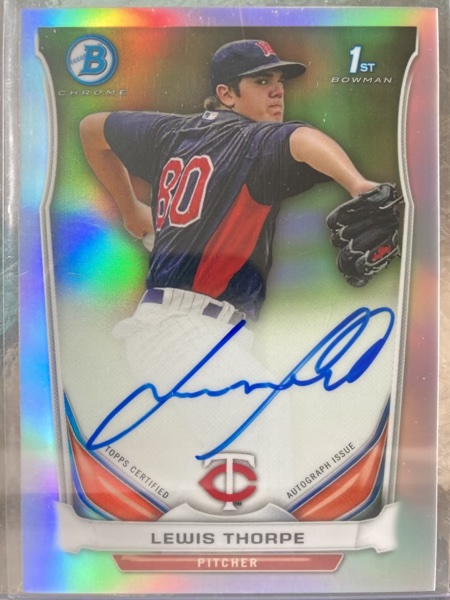 B
CHROME
1ST
BOWMAN
80
TOPPS CERTIFIED
AUTOGRAPH ISSUE
TC
LEWIS THORPE
PITCHER